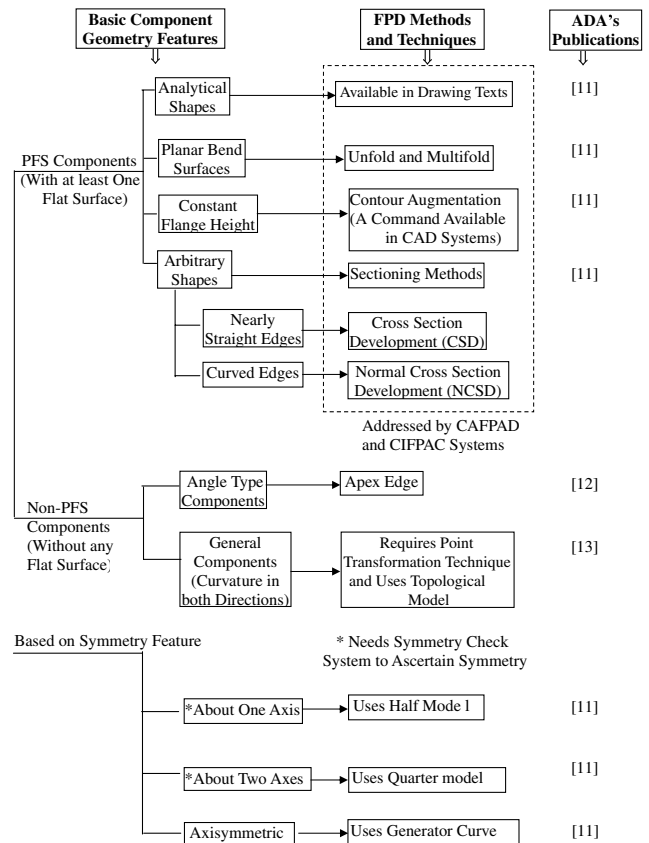 Basic Component
Geometry Features
FPD Methods
and Techniques
ADA's
Publications
Analytical
Shapes
Available in Drawing Texts
[11]
PFS Components
(With at least One
Flat Surface)
Planar Bend
Surfaces
Unfold and Multifold
[11]
Constant
Flange Height
Contour Augmentation
(A Command Available
in CAD Systems)
[11]
Arbitrary
Shapes
Sectioning Methods
[11]
Nearly
Straight Edges
Cross Section
Development (CSD)
Curved Edges
Normal Cross Section
Development (NCSD)
Addressed by CAFPAD
and CIFPAC Systems
Non-PFS
Components
(Without any
Flat Surface)
Angle Type
Components
Apex Edge
[12]
General
Components
(Curvature in
both Directions)
Requires Point
Transformation Technique
and Uses Topological
Model
[13]
Based on Symmetry Feature
* Needs Symmetry Check
System to Ascertain Symmetry
*About One Axis
Uses Half Mode l
[11]
*About Two Axes
Uses Quarter model
[11]
Axisymmetric
Uses Generator Curve
[11]